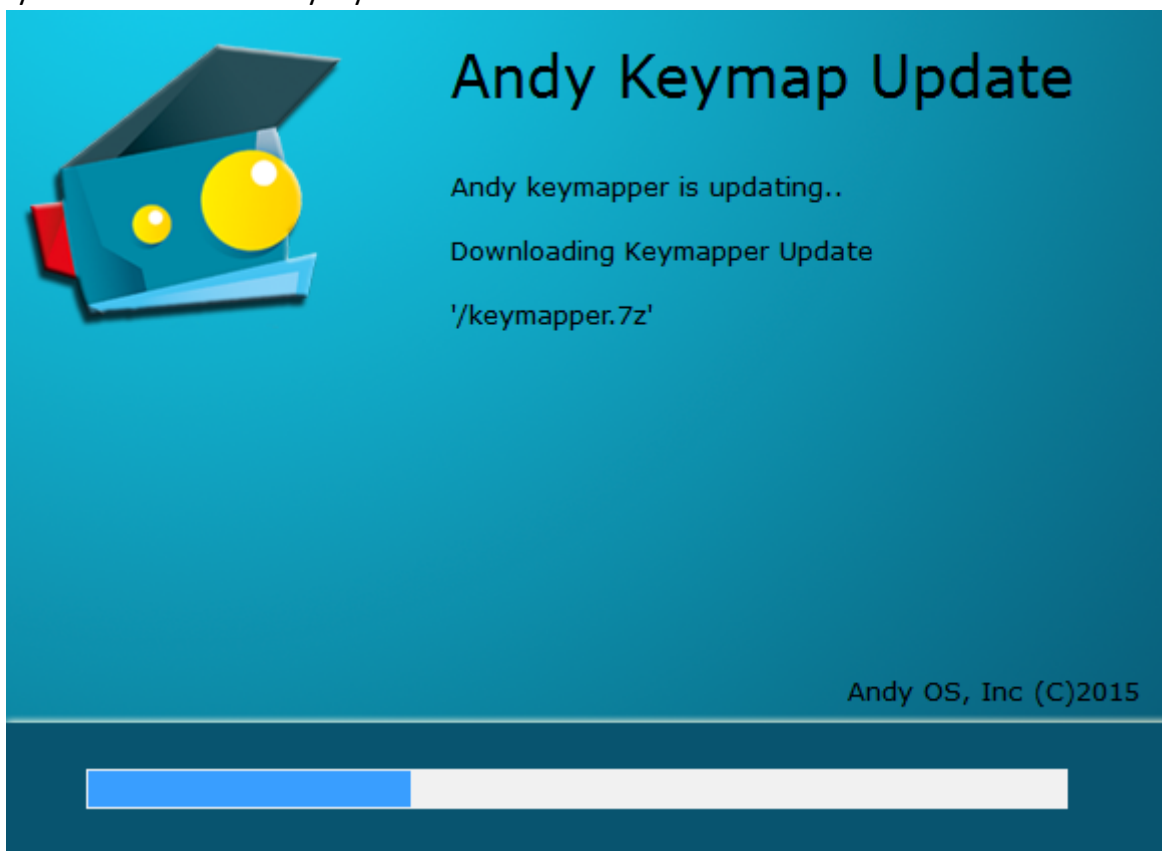 Andy Keymap Update
Andy keymapper is updating..
Downloading Keymapper Update
'/keymapper.7z'
Andy OS, Inc (C)2015